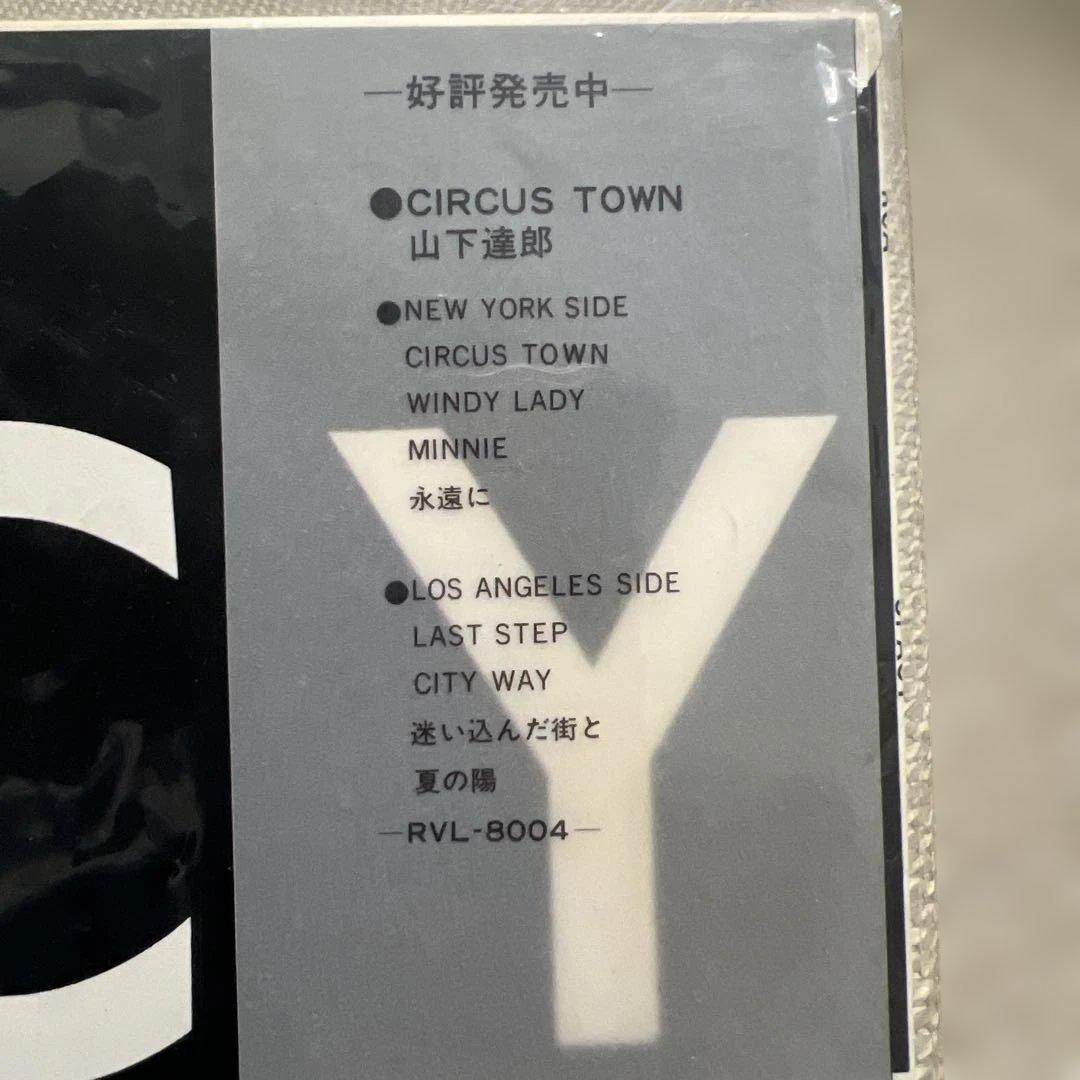 —好評発売中—
●CIRCUS TOWN
山下達郎
●NEW YORK SIDE
CIRCUS TOWN
WINDY LADY
MINNIE
永遠に
●LOS ANGELES SIDE
LAST STEP
CITY WAY
迷い込んだ街と
夏の陽
—RVL-8004—
C
Y